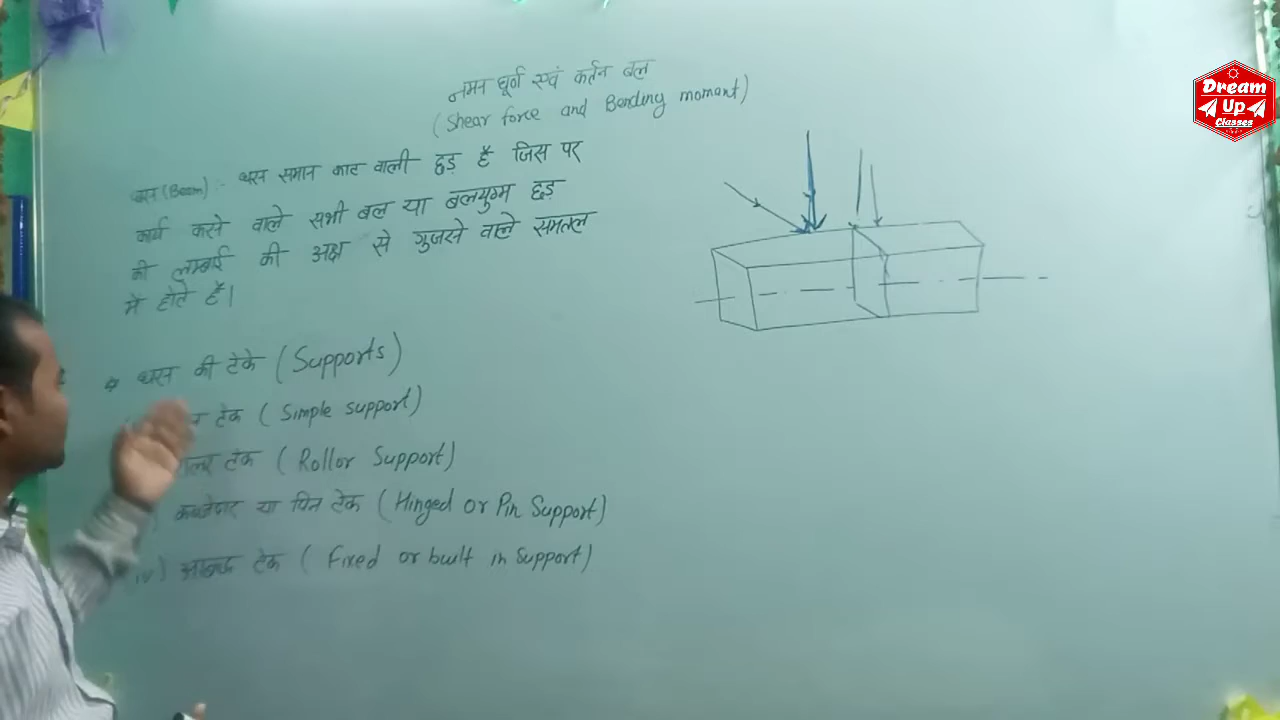 नमन घूर्ण एवं कर्तन बल
(Shear force and Bending moment)
धरन (Beam) :- धरन समान काट वाली छड़ है जिस पर
कार्य करने वाले सभी बल या बलयुग्म छड़
की लम्बाई की अक्ष से गुजरने वाले समतल
में होते हैं।
धरन की टेके (Supports)
टेक (Simple support)
टेक (Rollor Support)
कब्जेदार या पिन टेक (Hinged or Pin Support)
iv) आबद्ध टेक (Fixed or built in Support)
Dream
Up
Classes